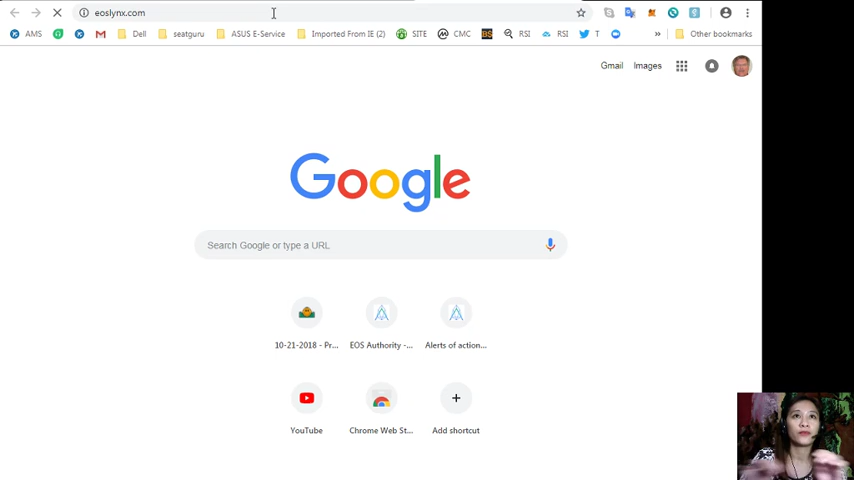 eoslynx.com
AMS Dell seatguru ASUS E-Service Imported From IE (2) SITE CMC BS RSI RSI T » Other bookmarks
Gmail Images
Google
Search Google or type a URL
10-21-2018 - Pr... EOS Authority -... Alerts of action...
YouTube Chrome Web St... Add shortcut